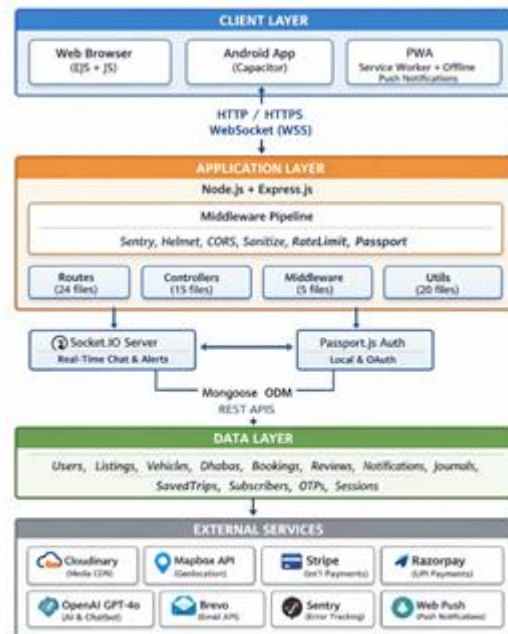 CLIENT LAYER
Web Browser
(EJS + JS)
Android App
(Capacitor)
PWA
Service Worker + Offline
Push Notifications
HTTP / HTTPS
WebSocket (WSS)
APPLICATION LAYER
Node.js + Express.js
Middleware Pipeline
Sentry, Helmet, CORS, Sanitize, RateLimit, Passport
Routes
(24 files)
Controllers
(15 files)
Middleware
(5 files)
Utils
(20 files)
Socket.IO Server
Real-Time Chat & Alerts
Passport.js Auth
Local & OAuth
Mongoose ODM
REST APIS
DATA LAYER
Users, Listings, Vehicles, Dhabas, Bookings, Reviews, Notifications, Journals,
SavedTrips, Subscribers, OTPs, Sessions
EXTERNAL SERVICES
Cloudinary
(Media CDN)
Mapbox API
(Geolocation)
Stripe
(Int'l Payments)
Razorpay
(UPI Payments)
OpenAI GPT-4o
(AI & Chatbot)
Brevo
(Email API)
Sentry
(Error Tracking)
Web Push
(Push Notifications)